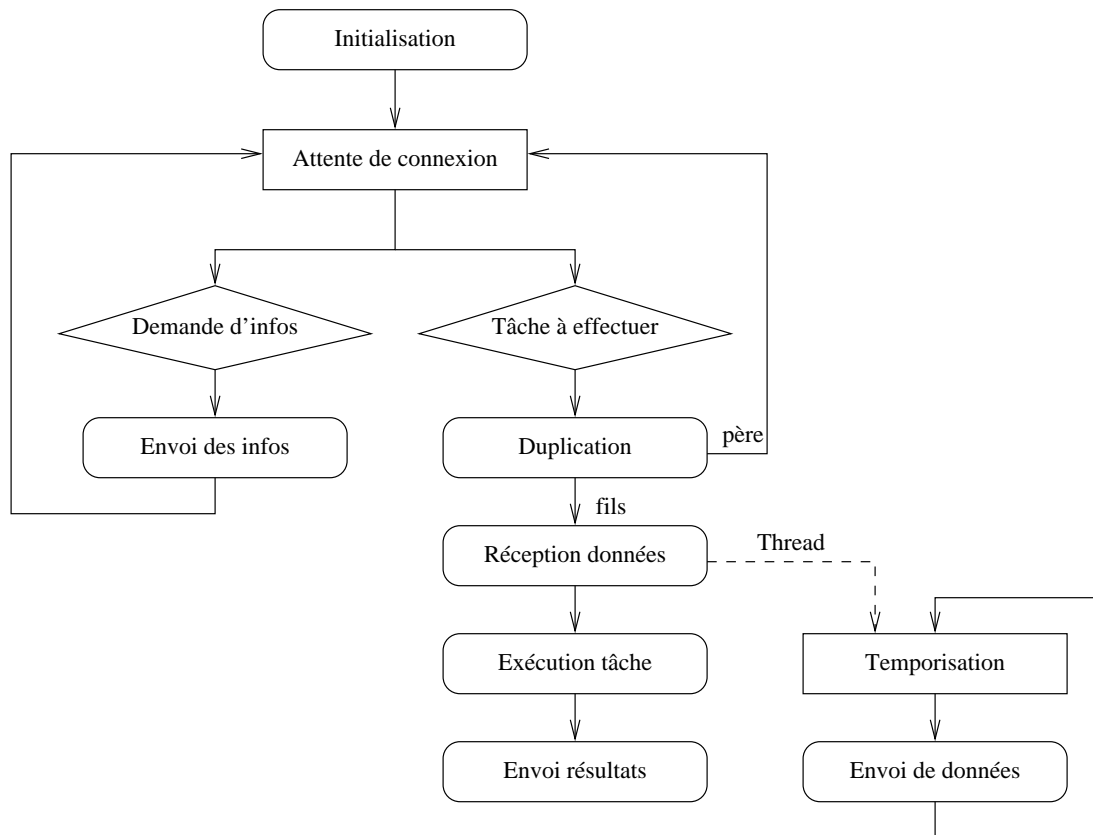 Initialisation
Attente de connexion
Demande d'infos
Tâche à effectuer
Envoi des infos
Duplication
père
fils
Réception données
Thread
Exécution tâche
Temporisation
Envoi résultats
Envoi de données